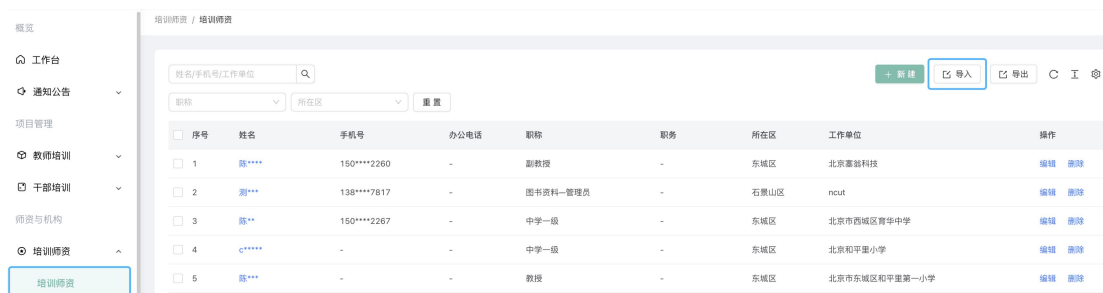 概览
培训师资 / 培训师资
工作台
姓名/手机号/工作单位
+ 新建 导入 导出
通知公告
职称 所在区 重置
项目管理
序号 姓名 手机号 办公电话 职称 职务 所在区 工作单位 操作
教师培训
1 陈**** 150****2260 - 副教授 - 东城区 北京塞翁科技 编辑 删除
干部培训
2 测*** 138****7817 - 图书资料—管理员 - 石景山区 ncut 编辑 删除
师资与机构
3 陈** 150****2267 - 中学一级 - 东城区 北京市西城区育华中学 编辑 删除
培训师资
4 c***** - - 中学一级 - 东城区 北京和平里小学 编辑 删除
培训师资
5 陈*** - - 教授 - 东城区 北京市东城区和平里第一小学 编辑 删除